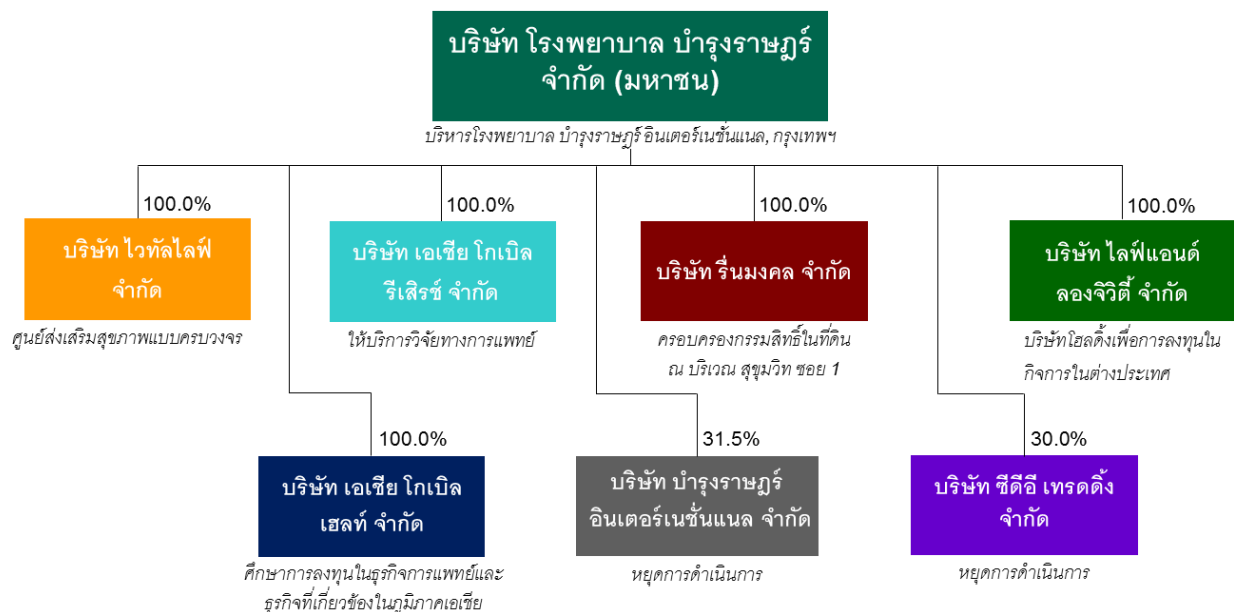 บริษัท โรงพยาบาล บำรุงราษฎร์
จำกัด (มหาชน)
บริหารโรงพยาบาล บำรุงราษฎร์ อินเตอร์เนชั่นแนล, กรุงเทพฯ
100.0%
บริษัท ไวทัลไลฟ์
จำกัด
ศูนย์ส่งเสริมสุขภาพแบบครบวงจร
100.0%
บริษัท เอเชีย โกเบิล
รีเสิรช์ จำกัด
ให้บริการวิจัยทางการแพทย์
100.0%
บริษัท รื่นมงคล จำกัด
ครอบครองกรรมสิทธิ์ในที่ดิน
ณ บริเวณ สุขุมวิท ซอย 1
100.0%
บริษัท ไลฟ์แอนด์
ลองจิวิตี้ จำกัด
บริษัทโฮลดิ้งเพื่อการลงทุนใน
กิจการในต่างประเทศ
100.0%
บริษัท เอเชีย โกเบิล
เฮลท์ จำกัด
ศึกษาการลงทุนในธุรกิจการแพทย์และ
ธุรกิจที่เกี่ยวข้องในภูมิภาคเอเชีย
31.5%
บริษัท บำรุงราษฎร์
อินเตอร์เนชั่นแนล จำกัด
หยุดการดำเนินการ
30.0%
บริษัท ซีดีอี เทรดดิ้ง
จำกัด
หยุดการดำเนินการ